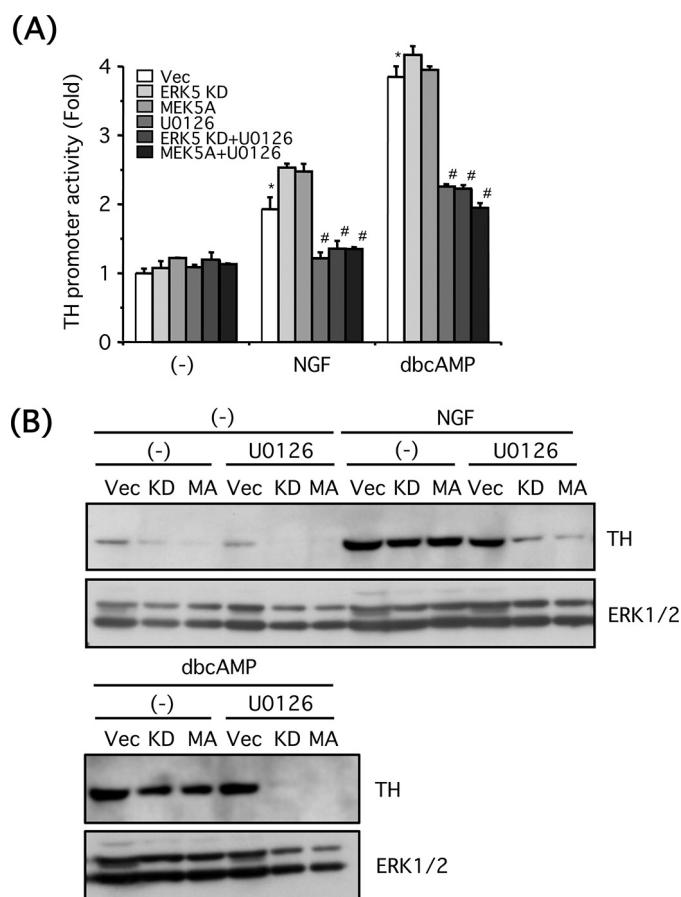 (A)
TH promoter activity (Fold)
4
3
2
1
0
Vec
ERK5 KD
MEK5A
U0126
ERK5 KD+U0126
MEK5A+U0126
*
# # #
*
# # #
(-) NGF dbcAMP
(B)
(-) NGF
(-) U0126 (-) U0126
Vec KD MA Vec KD MA Vec KD MA Vec KD MA
TH
ERK1/2
dbcAMP
(-) U0126
Vec KD MA Vec KD MA
TH
ERK1/2